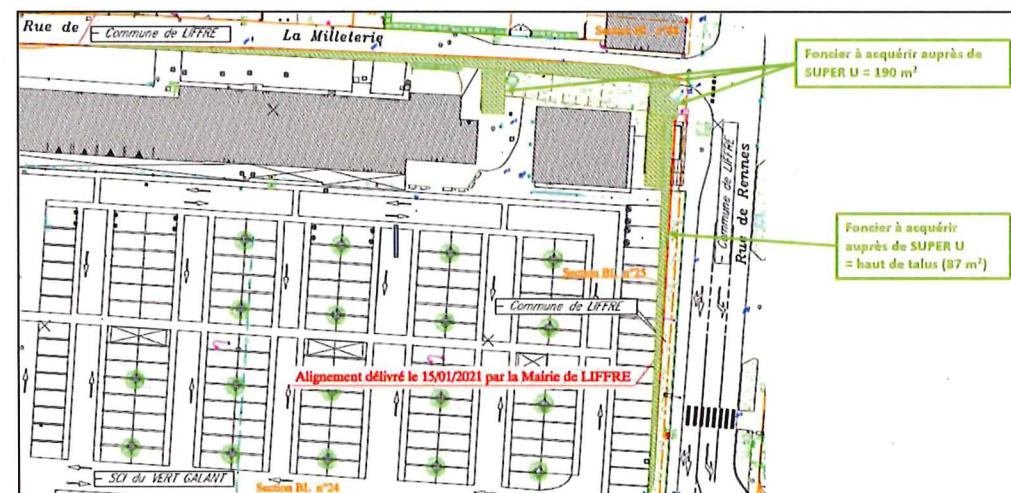 Rue de
Commune de LIFFRE
La Milleterie
Foncier à acquérir auprès de
SUPER U = 190 m²
Commune de LIFFRE
Rue de Rennes
Foncier à acquérir
auprès de SUPER U
= haut de talus (87 m²)
Section BL n°25
Commune de LIFFRE
Alignement délivré le 15/01/2021 par la Mairie de LIFFRE
SCI du VERT GALANT
Section BL n°24